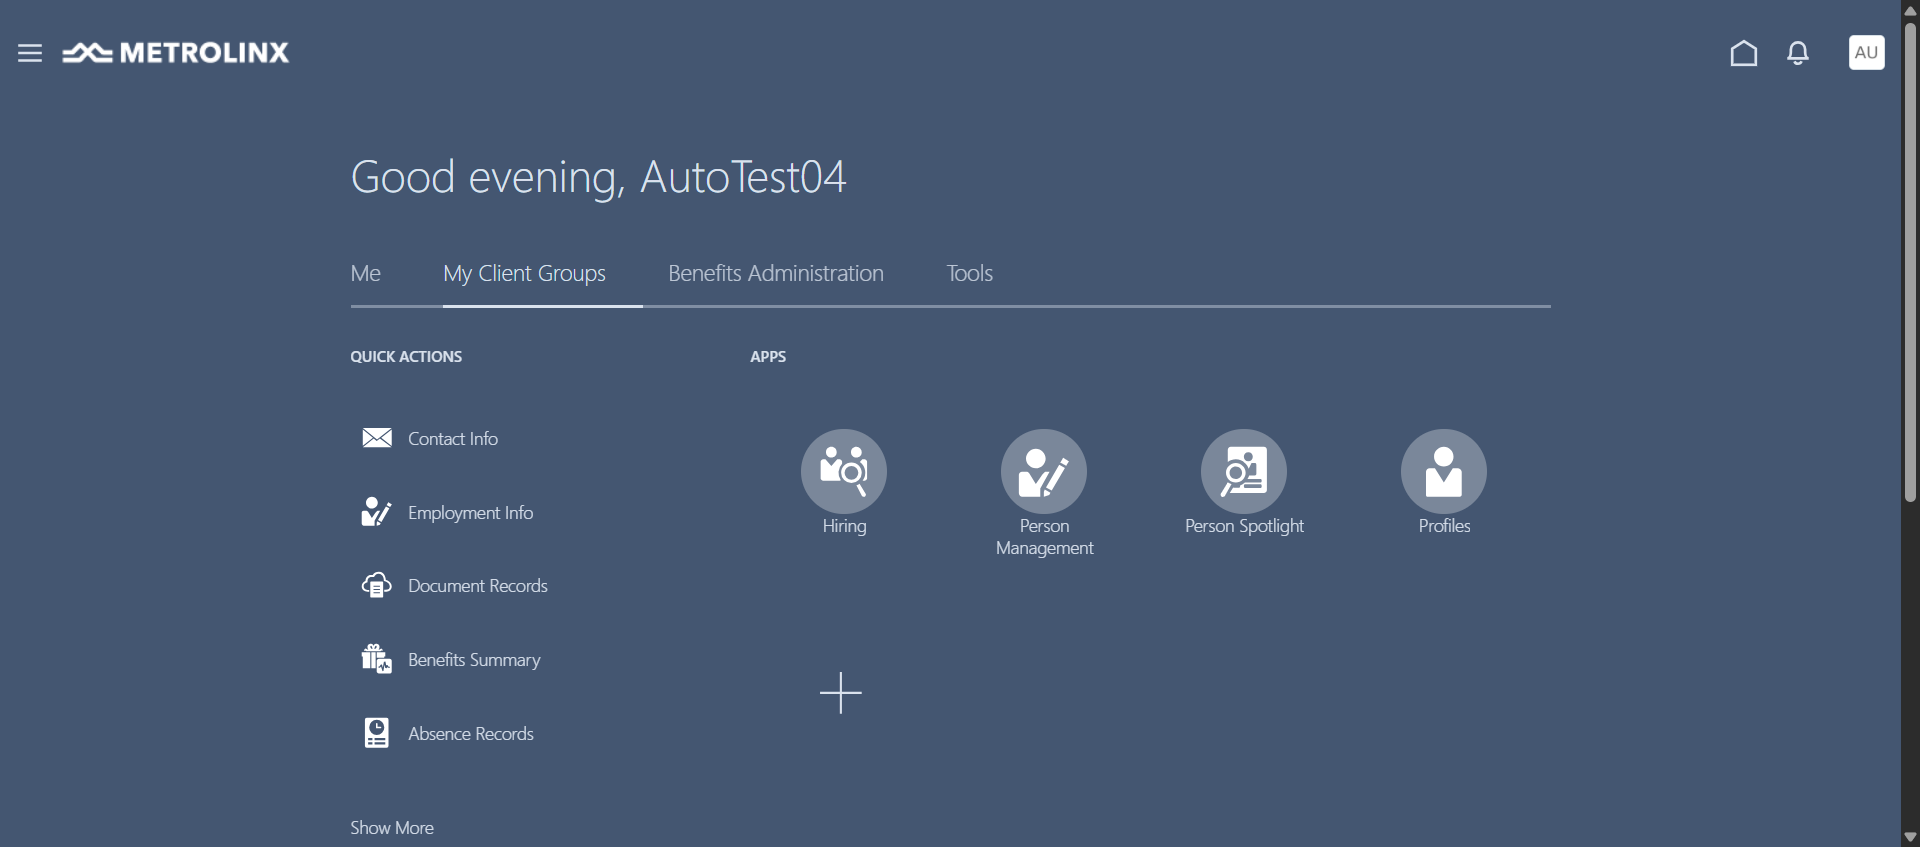 METROLINX
AU
Good evening, AutoTest04
Me
My Client Groups
Benefits Administration
Tools
QUICK ACTIONS
Contact Info
Employment Info
Document Records
Benefits Summary
Absence Records
Show More
APPS
Hiring
Person
Management
Person Spotlight
Profiles